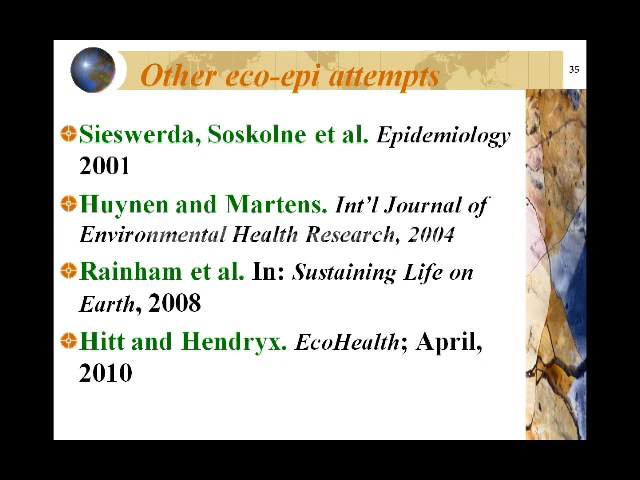 Other eco-epi attempts
35
Sieswerda, Soskolne et al. Epidemiology
2001
Huynen and Martens. Int'l Journal of
Environmental Health Research, 2004
Rainham et al. In: Sustaining Life on
Earth, 2008
Hitt and Hendryx. EcoHealth; April,
2010